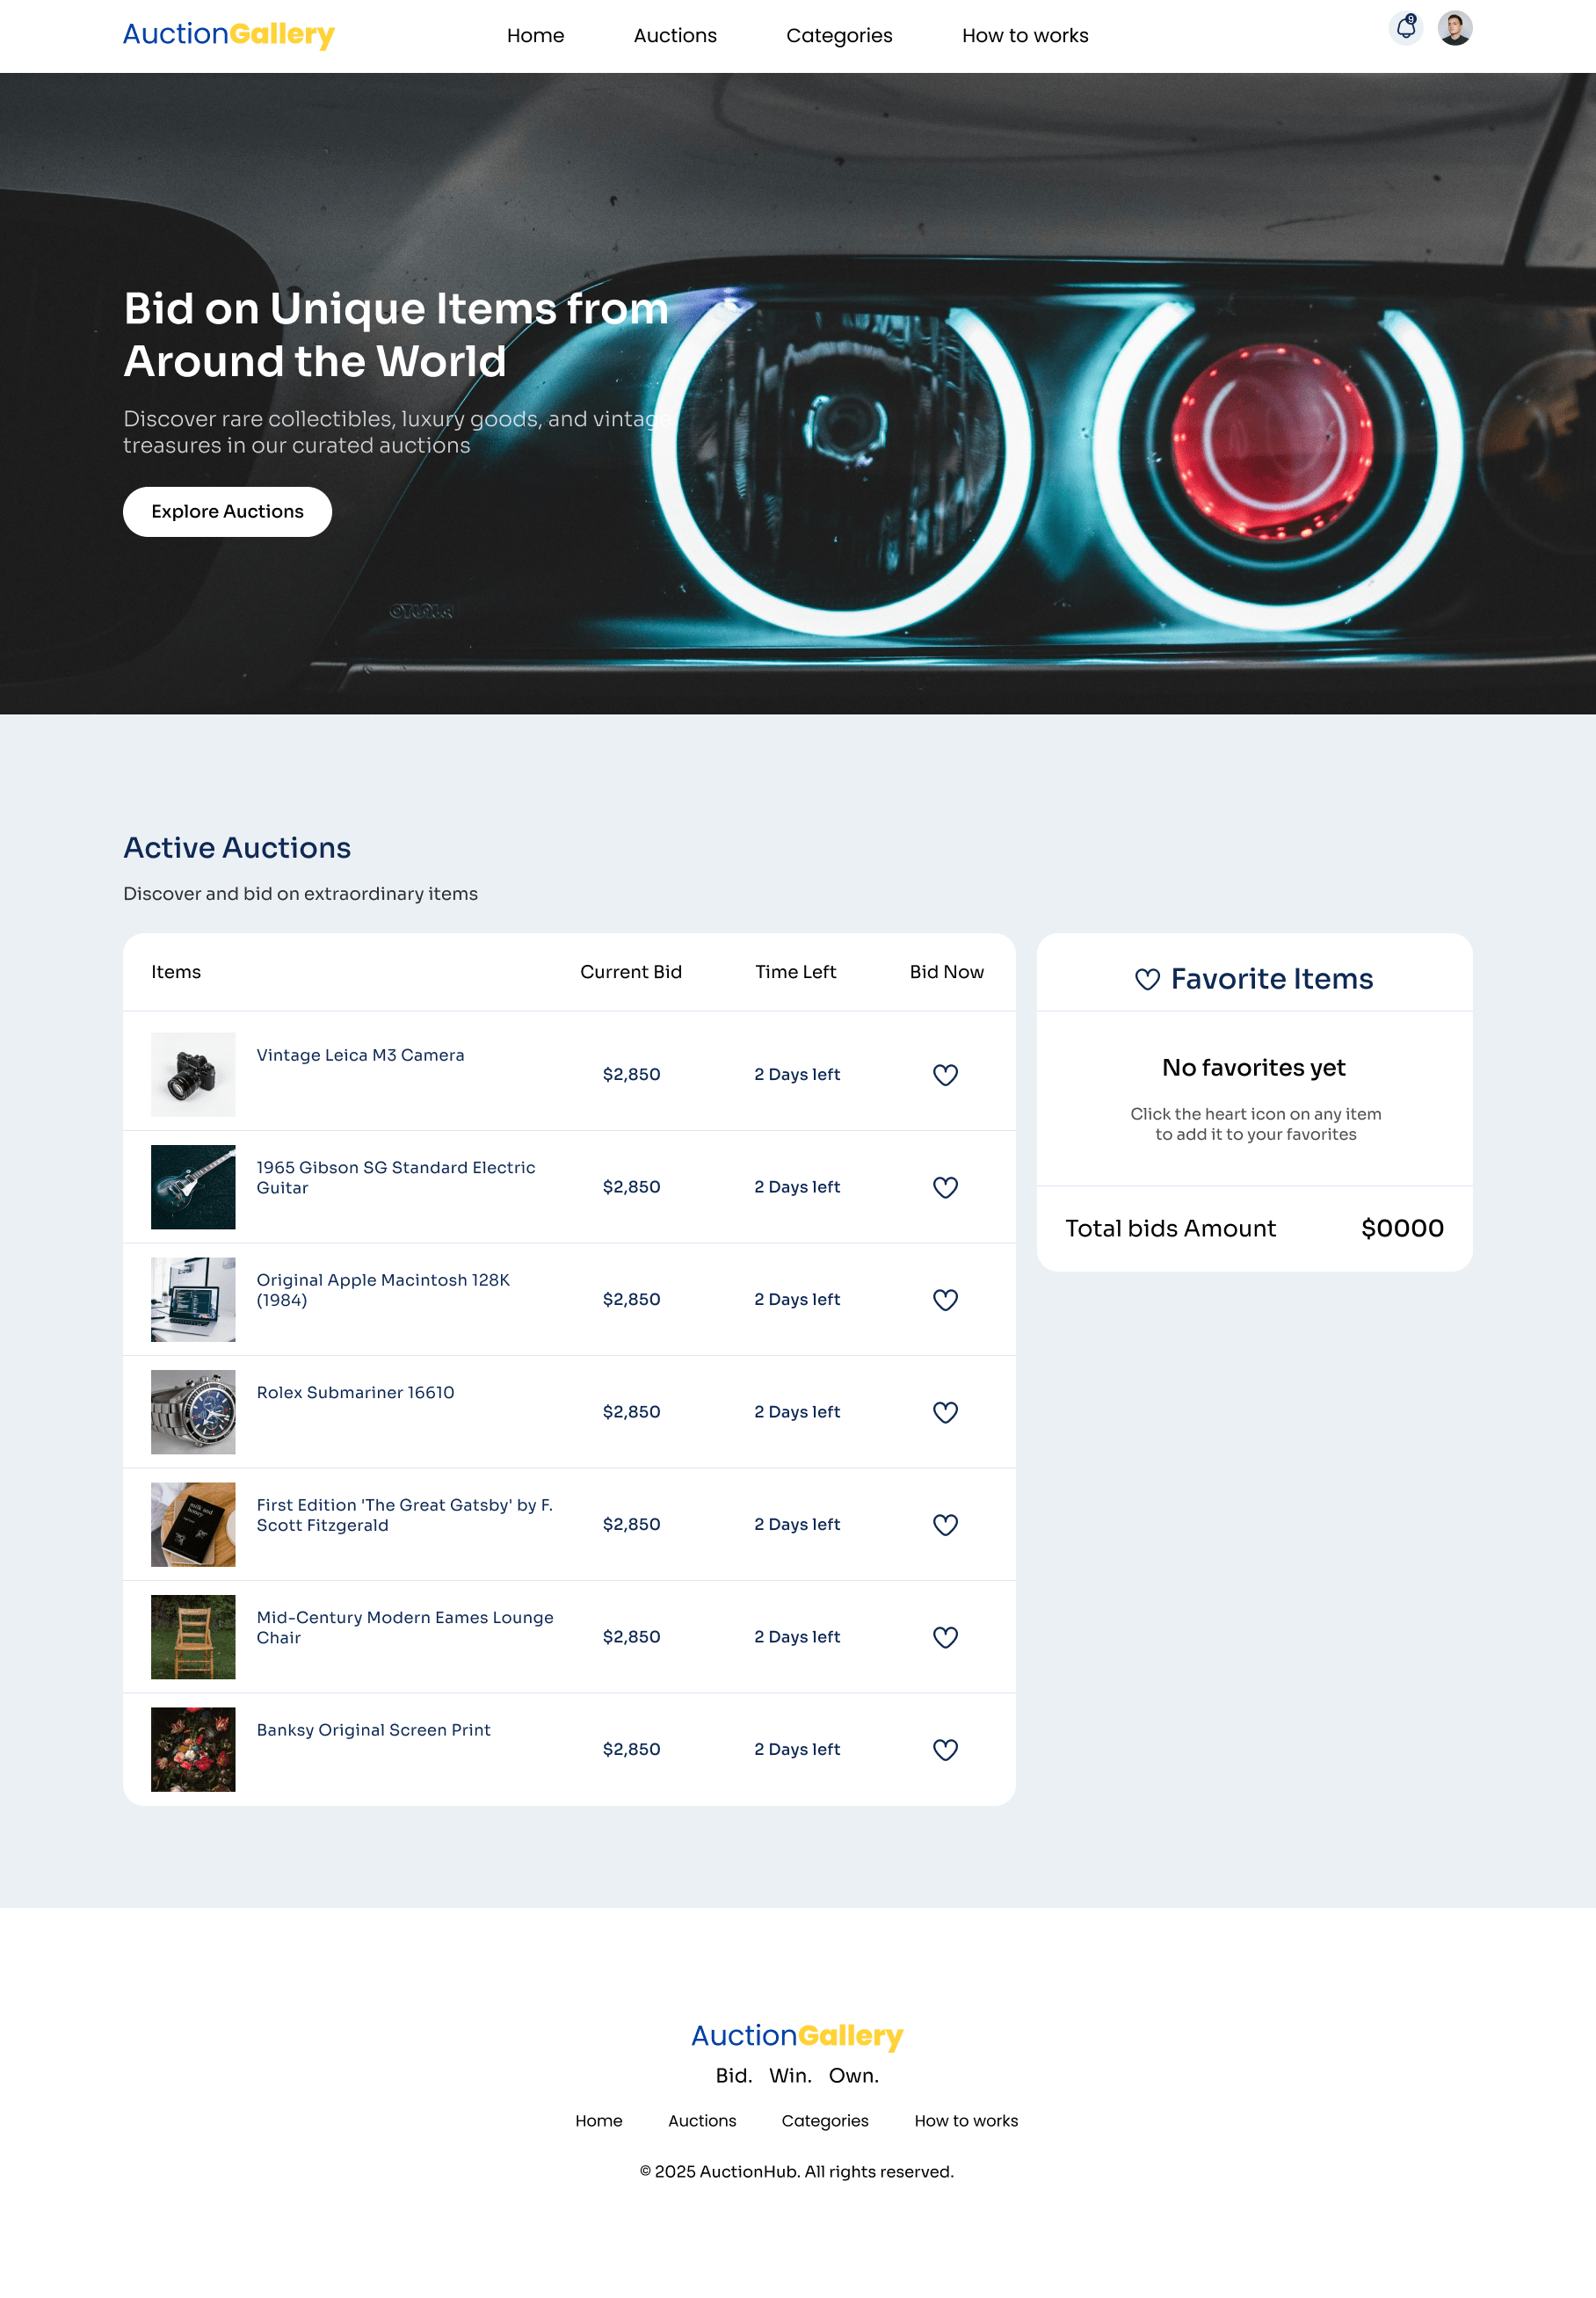 AuctionGallery
Home Auctions Categories How to works
9
Bid on Unique Items from
Around the World
Discover rare collectibles, luxury goods, and vintage
treasures in our curated auctions
Explore Auctions
Active Auctions
Discover and bid on extraordinary items
Items Current Bid Time Left Bid Now
Vintage Leica M3 Camera
$2,850 2 Days left
1965 Gibson SG Standard Electric
Guitar
$2,850 2 Days left
Original Apple Macintosh 128K
(1984)
$2,850 2 Days left
Rolex Submariner 16610
$2,850 2 Days left
First Edition 'The Great Gatsby' by F.
Scott Fitzgerald
milk and
honey
$2,850 2 Days left
Mid-Century Modern Eames Lounge
Chair
$2,850 2 Days left
Banksy Original Screen Print
$2,850 2 Days left
Favorite Items
No favorites yet
Click the heart icon on any item
to add it to your favorites
Total bids Amount $0000
AuctionGallery
Bid. Win. Own.
Home Auctions Categories How to works
© 2025 AuctionHub. All rights reserved.